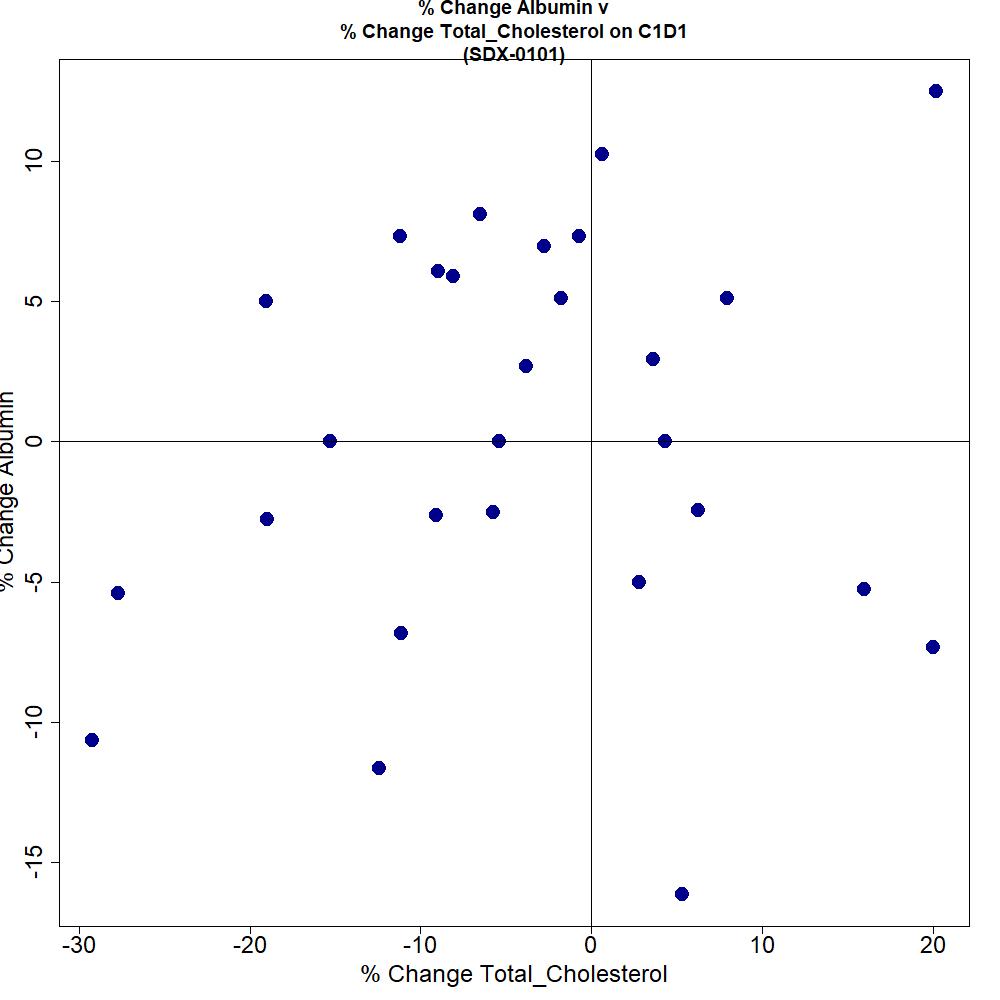 % Change Albumin v
% Change Total_Cholesterol on C1D1
(SDX-0101)
% Change Albumin
10
5
0
-5
-10
-15
-30
-20
-10
0
10
20
% Change Total_Cholesterol